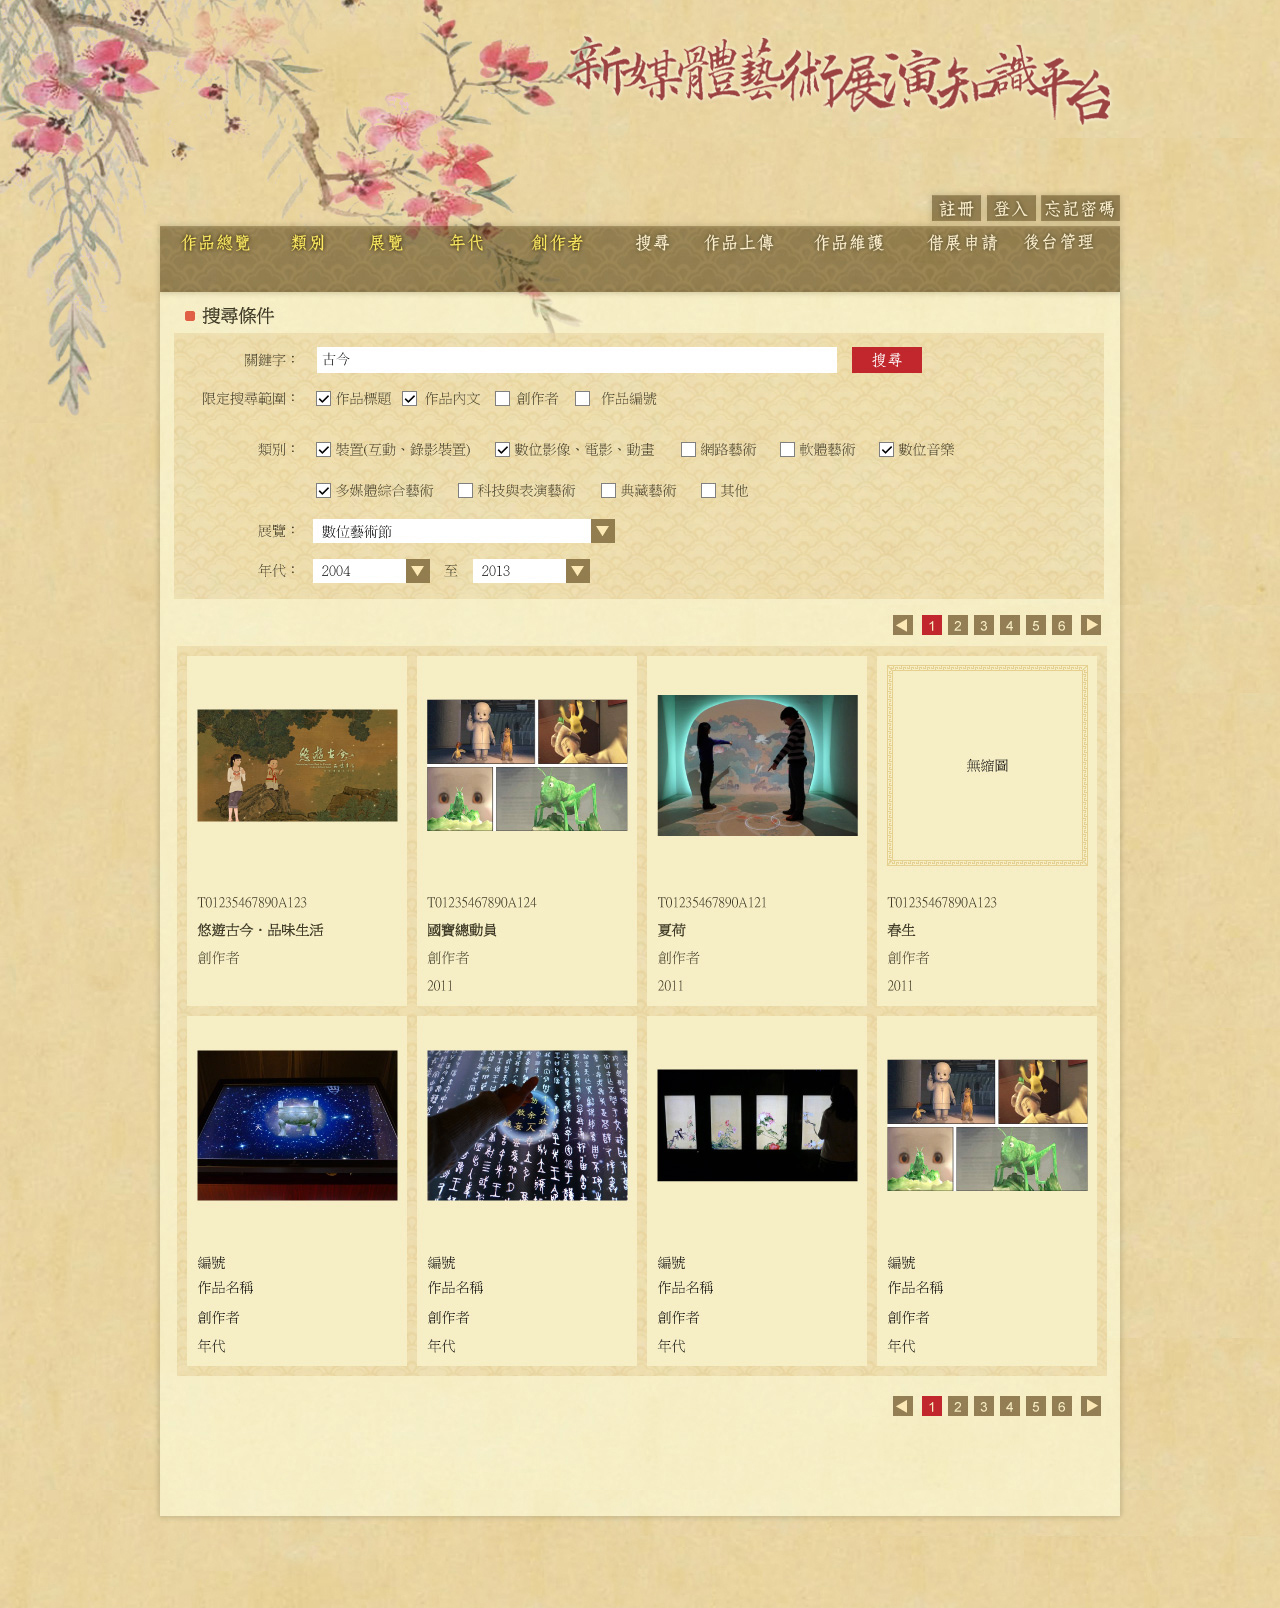 新媒體藝術展演知識平台
註冊 登入 忘記密碼
作品總覽 類別 展覽 年代 創作者 搜尋 作品上傳 作品維護 借展申請 後台管理
搜尋條件
關鍵字： 古今 搜尋
限定搜尋範圍： 作品標題 作品內文 創作者 作品編號
類別： 裝置(互動、錄影裝置) 數位影像、電影、動畫 網路藝術 軟體藝術 數位音樂
多媒體綜合藝術 科技與表演藝術 典藏藝術 其他
展覽： 數位藝術節
年代： 2004 至 2013
1 2 3 4 5 6
悠遊古今
無縮圖
T01235467890A123 T01235467890A124 T01235467890A121 T01235467890A123
悠遊古今．品味生活 國寶總動員 夏荷 春生
創作者 創作者 創作者 創作者
2011 2011 2011
編號 編號 編號 編號
作品名稱 作品名稱 作品名稱 作品名稱
創作者 創作者 創作者 創作者
年代 年代 年代 年代
1 2 3 4 5 6